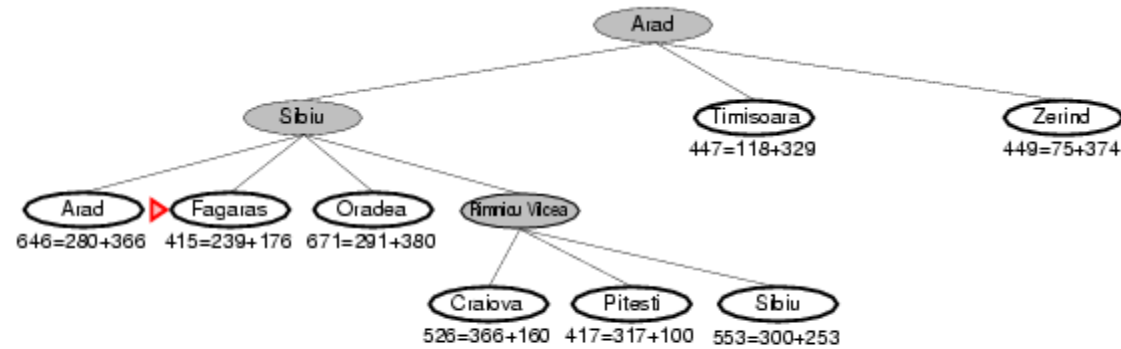 Arad
Sibiu
Timisoara
Zerind
447=118+329
449=75+374
Arad
Fagaras
Oradea
Rimnicu Vilcea
646=280+366
415=239+176
671=291+380
Craiova
Pitesti
Sibiu
526=366+160
417=317+100
553=300+253